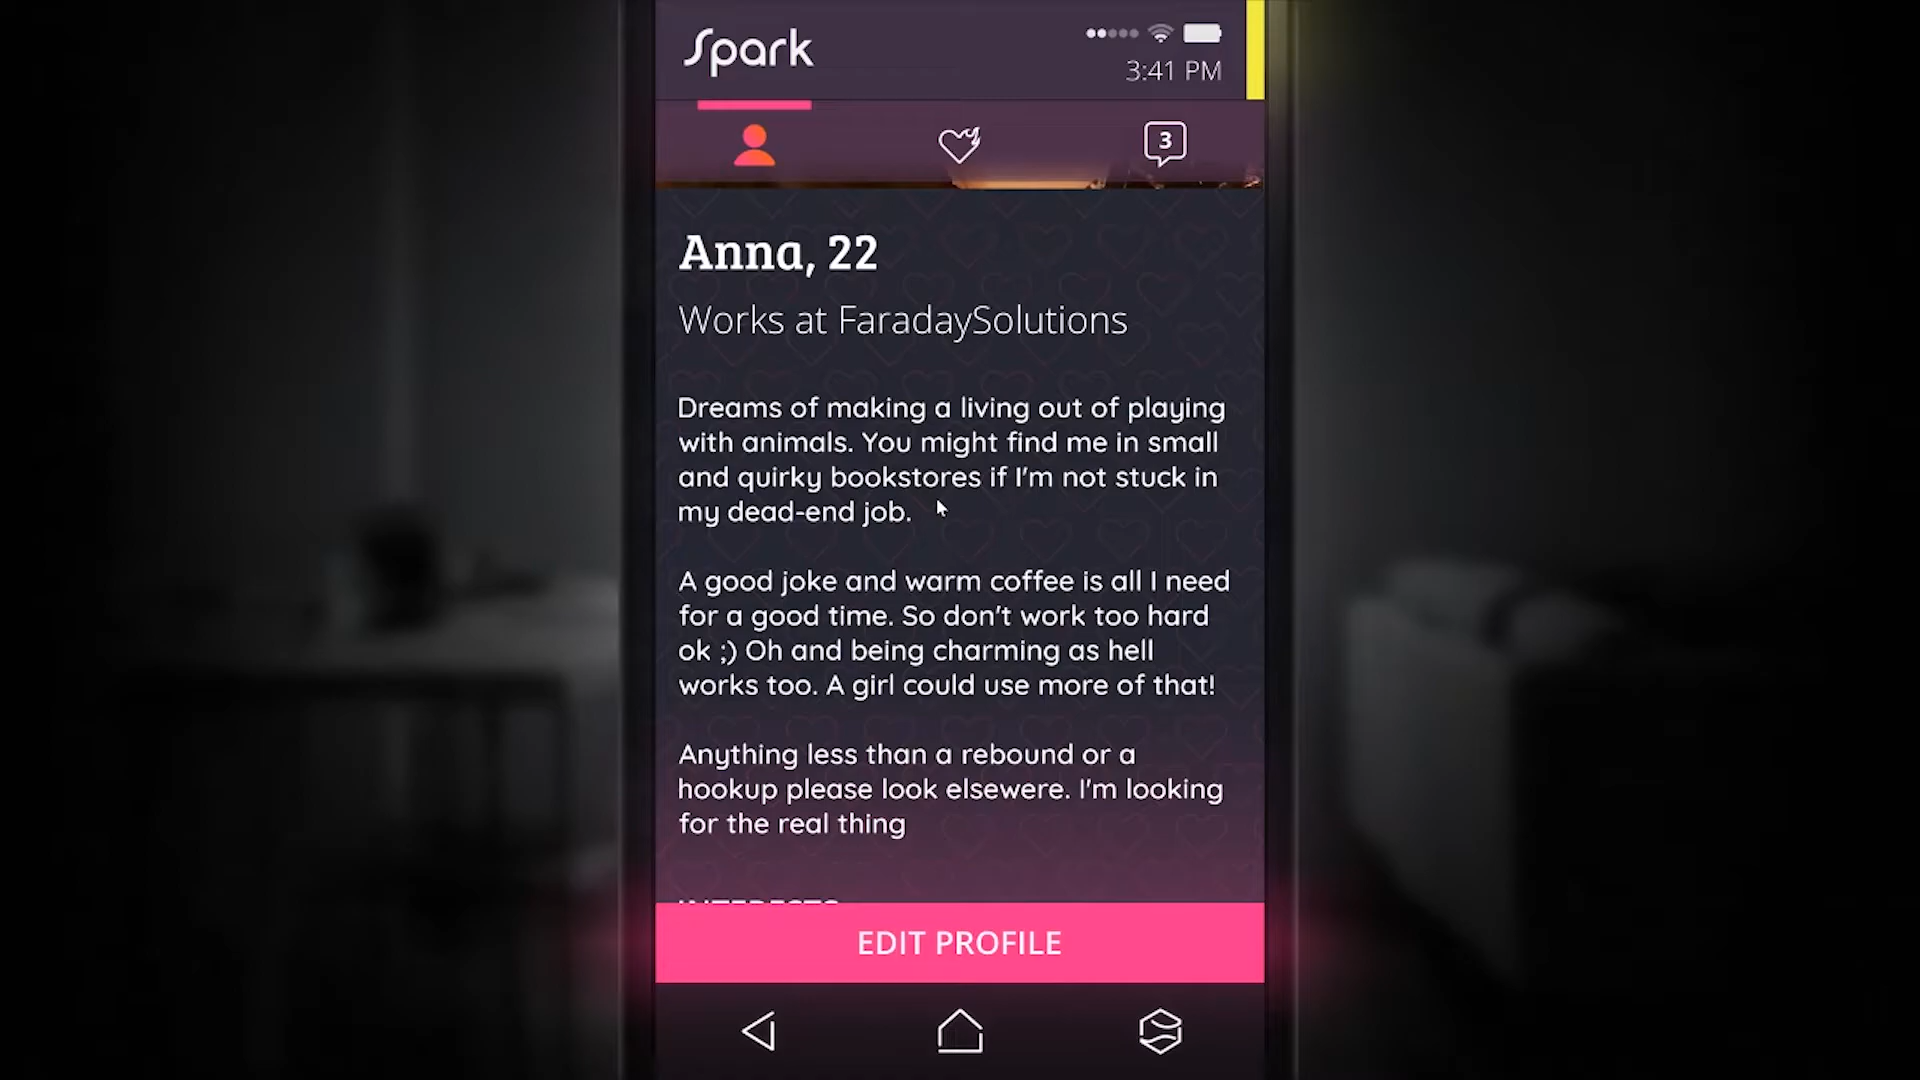 Spark
3:41 PM
3
Anna, 22
Works at FaradaySolutions
Dreams of making a living out of playing
with animals. You might find me in small
and quirky bookstores if I'm not stuck in
my dead-end job.
A good joke and warm coffee is all I need
for a good time. So don't work too hard
ok ;) Oh and being charming as hell
works too. A girl could use more of that!
Anything less than a rebound or a
hookup please look elsewere. I'm looking
for the real thing
INTERESTS
EDIT PROFILE